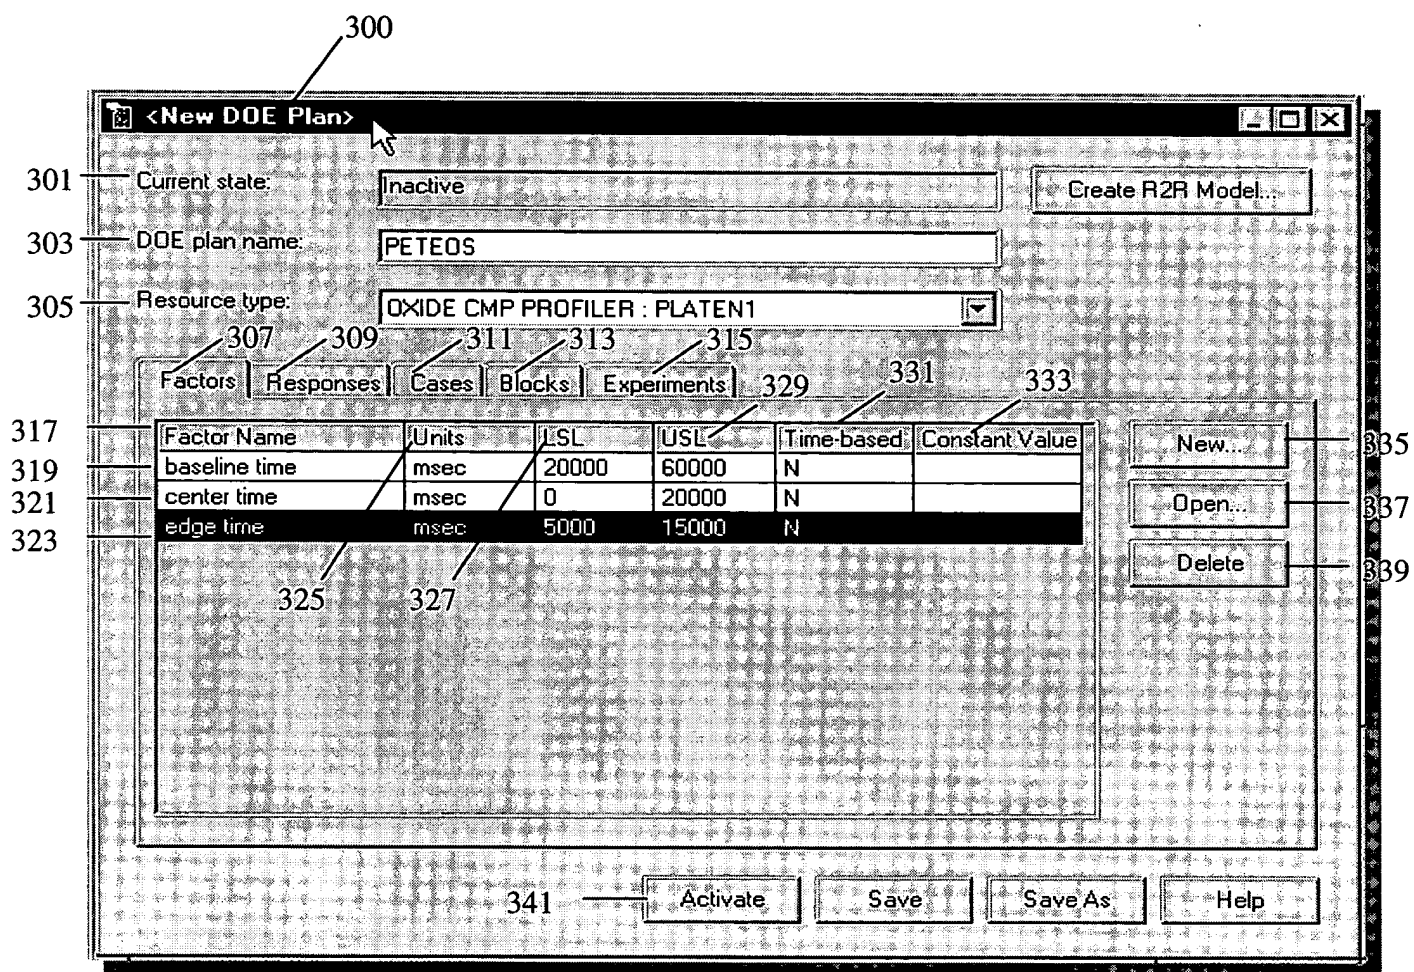 300
<New DOE Plan>
301 Current state: Inactive Create R2R Model...
303 DOE plan name: PETEOS
305 Resource type: OXIDE CMP PROFILER : PLATEN1
307 309 311 313 315
Factors Responses Cases Blocks Experiments 329 331 333
317 Factor Name Units LSL USL Time-based Constant Value New... 335
319 baseline time msec 20000 60000 N
321 center time msec 0 20000 N Open... 337
323 edge time msec 5000 15000 N
Delete 339
325 327
341 Activate Save Save As Help